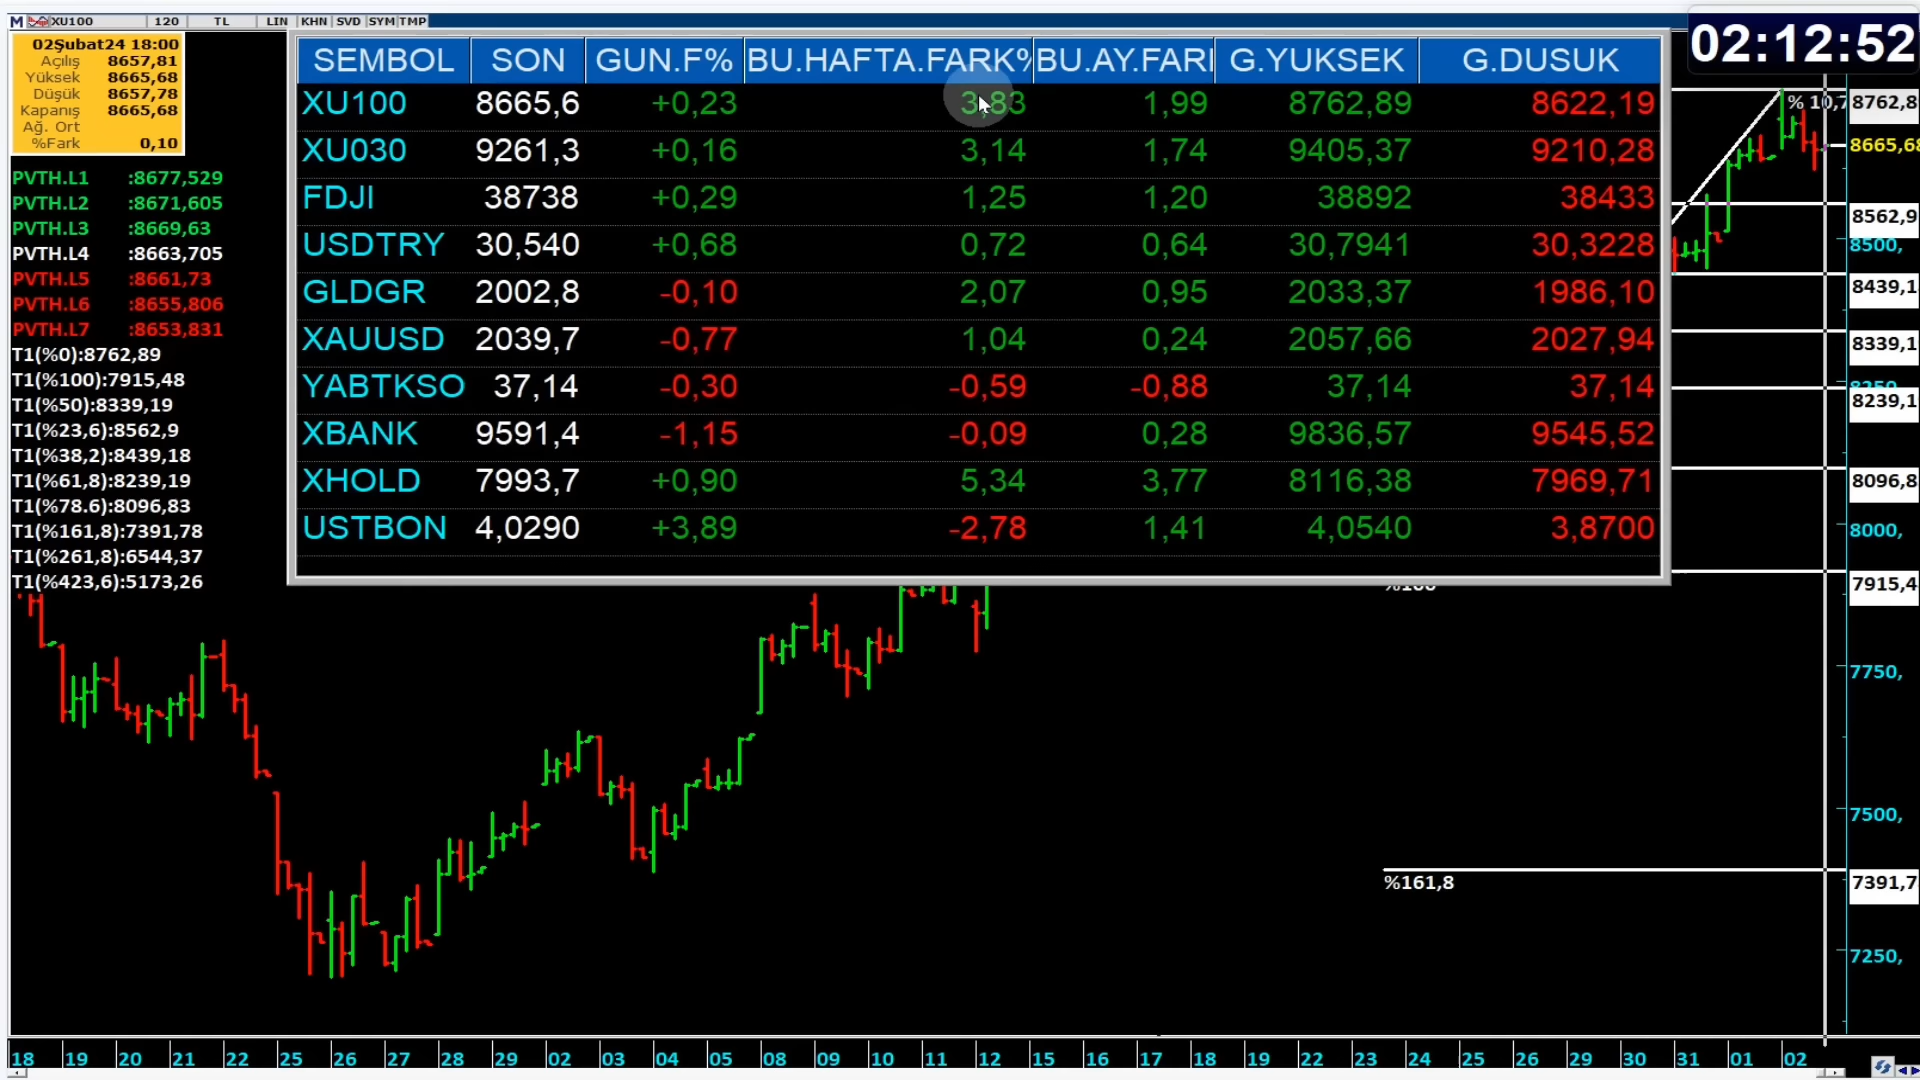 M XU100 120 TL LIN KHN SVD SYM TMP
02:12:52
02Şubat24 18:00
Açılış 8657,81
Yüksek 8665,68
Düşük 8657,78
Kapanış 8665,68
Ağ. Ort
%Fark 0,10
PVTH.L1 :8677,529
PVTH.L2 :8671,605
PVTH.L3 :8669,63
PVTH.L4 :8663,705
PVTH.L5 :8661,73
PVTH.L6 :8655,806
PVTH.L7 :8653,831
T1(%0):8762,89
T1(%100):7915,48
T1(%50):8339,19
T1(%23,6):8562,9
T1(%38,2):8439,18
T1(%61,8):8239,19
T1(%78.6):8096,83
T1(%161,8):7391,78
T1(%261,8):6544,37
T1(%423,6):5173,26
SEMBOL SON GUN.F% BU.HAFTA.FARK% BU.AY.FARI G.YUKSEK G.DUSUK
XU100 8665,6 +0,23 3,83 1,99 8762,89 8622,19
XU030 9261,3 +0,16 3,14 1,74 9405,37 9210,28
FDJI 38738 +0,29 1,25 1,20 38892 38433
USDTRY 30,540 +0,68 0,72 0,64 30,7941 30,3228
GLDGR 2002,8 -0,10 2,07 0,95 2033,37 1986,10
XAUUSD 2039,7 -0,77 1,04 0,24 2057,66 2027,94
YABTKSO 37,14 -0,30 -0,59 -0,88 37,14 37,14
XBANK 9591,4 -1,15 -0,09 0,28 9836,57 9545,52
XHOLD 7993,7 +0,90 5,34 3,77 8116,38 7969,71
USTBON 4,0290 +3,89 -2,78 1,41 4,0540 3,8700
% 10,7
8762,8
8665,68
8562,9
8500,
8439,1
8339,1
8239,1
8096,8
8000,
7915,4
7750,
7500,
%161,8
7391,7
7250,
18 19 20 21 22 25 26 27 28 29 02 03 04 05 08 09 10 11 12 15 16 17 18 19 22 23 24 25 26 29 30 31 01 02